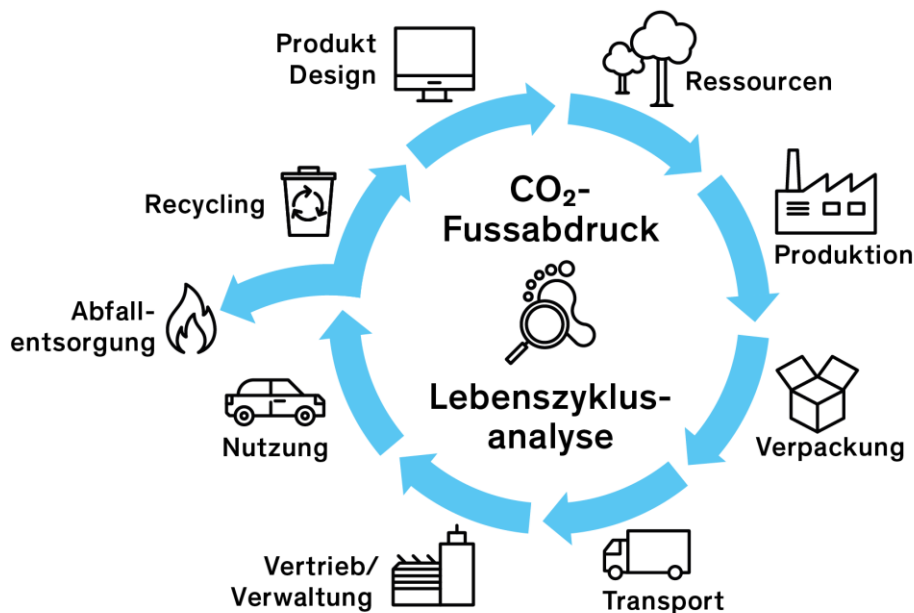 Produkt
Design
Ressourcen
Produktion
Verpackung
Transport
Vertrieb/
Verwaltung
Nutzung
Abfall-
entsorgung
Recycling
CO₂-
Fussabdruck
Lebenszyklus-
analyse